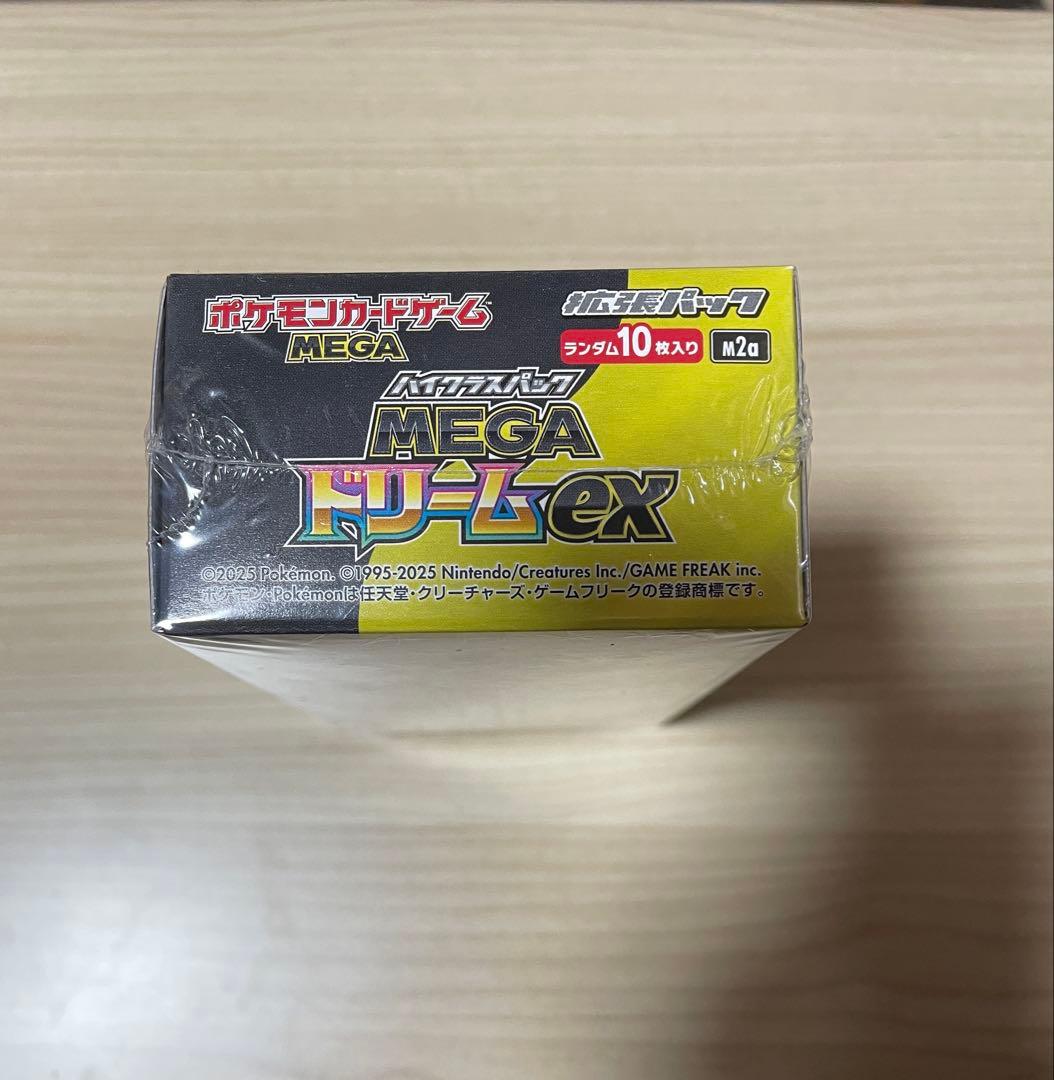 ポケモンカードゲーム™
MEGA
拡張パック
ランダム10枚入り M2a
ハイクラスパック
MEGA
ドリームex
©2025 Pokémon. ©1995-2025 Nintendo/Creatures Inc./GAME FREAK inc.
ポケモン・Pokémonは任天堂・クリーチャーズ・ゲームフリークの登録商標です。